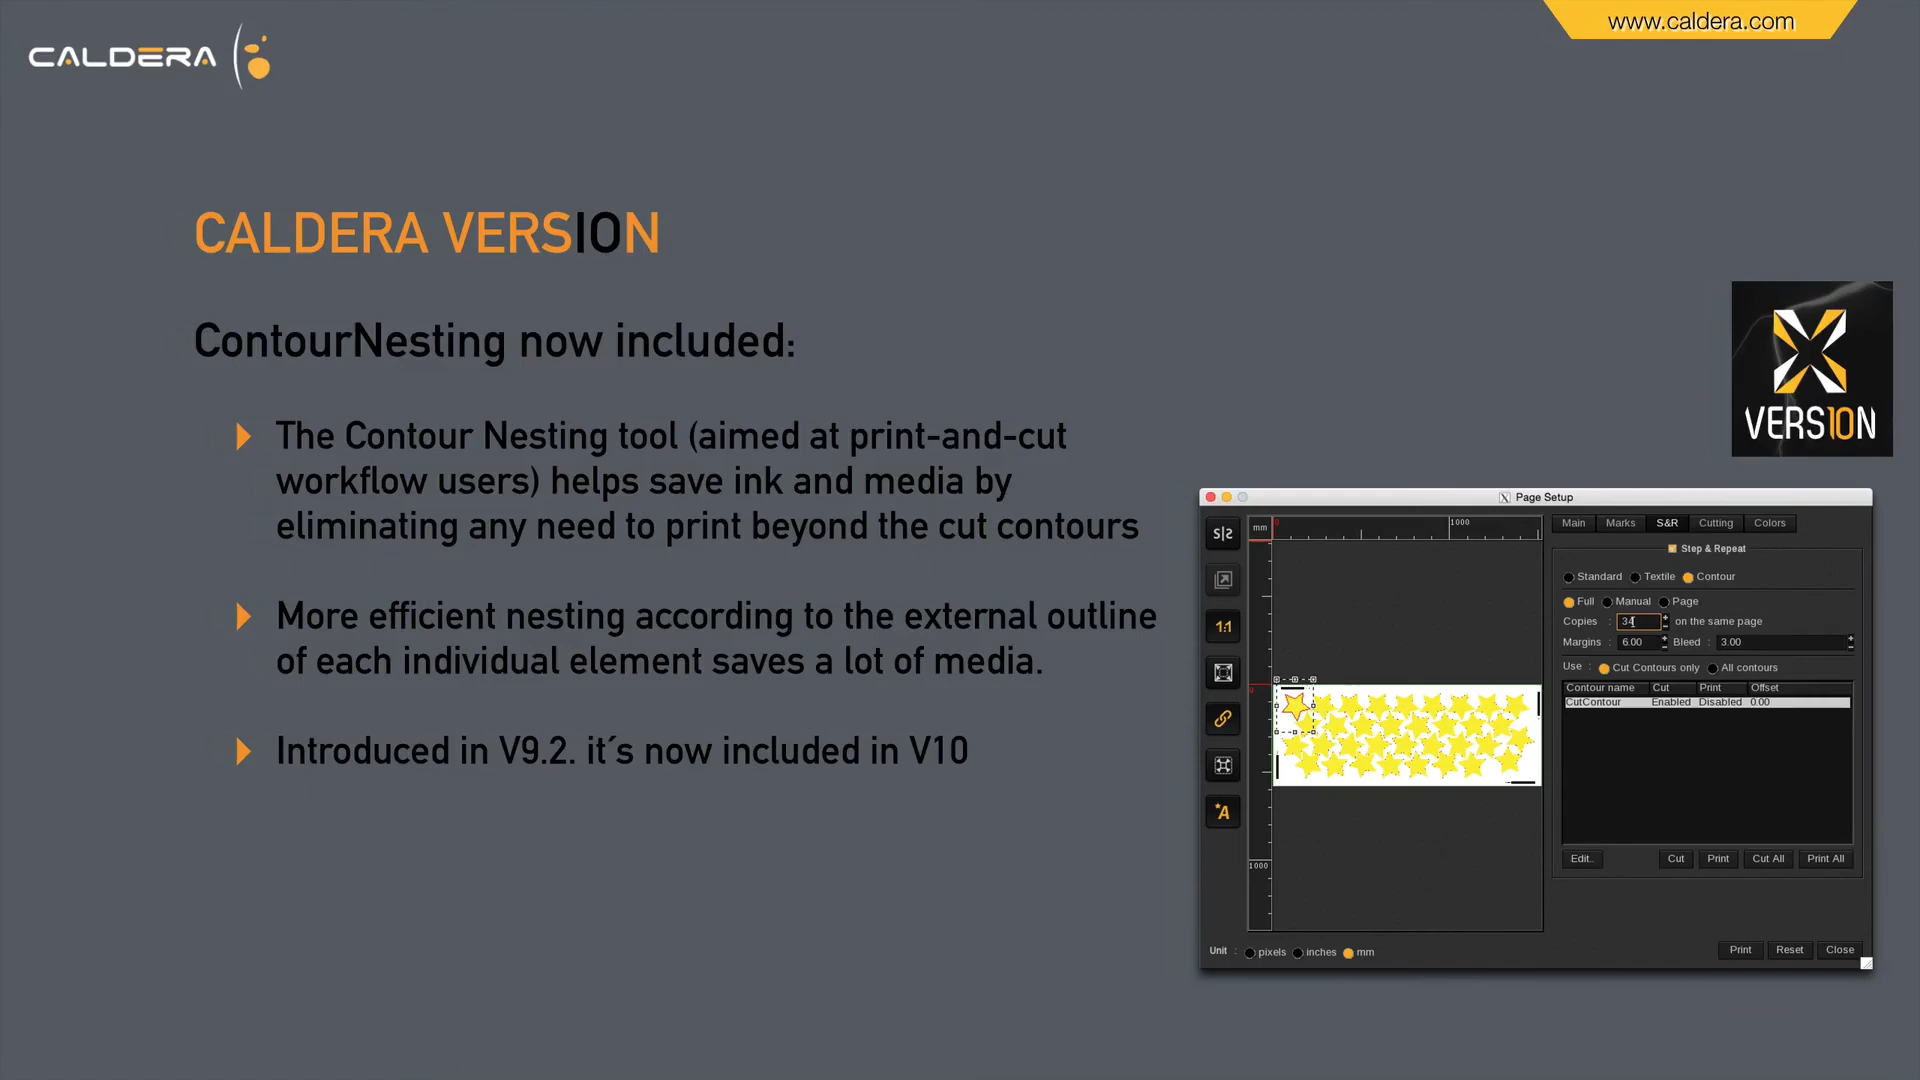 CALDERA
www.caldera.com
CALDERA VERSION
ContourNesting now included:
The Contour Nesting tool (aimed at print-and-cut
workflow users) helps save ink and media by
eliminating any need to print beyond the cut contours
More efficient nesting according to the external outline
of each individual element saves a lot of media.
Introduced in V9.2. it´s now included in V10
VERS10N
X Page Setup
S|S
1:1
*A
mm
0
1000
0
1000
Main Marks S&R Cutting Colors
Step & Repeat
Standard Textile Contour
Full Manual Page
Copies : 34 on the same page
Margins : 6.00 Bleed : 3.00
Use : Cut Contours only All contours
Contour name Cut Print Offset
CutContour Enabled Disabled 0.00
Edit.. Cut Print Cut All Print All
Unit : pixels inches mm
Print Reset Close